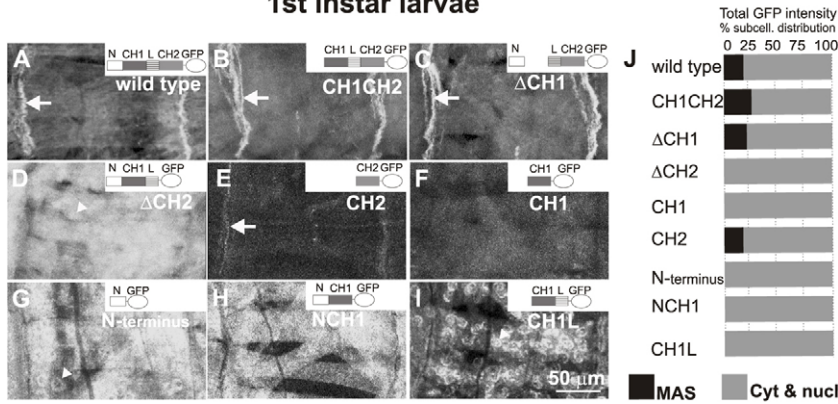 1st instar larvae
A
N CH1 L CH2 GFP
wild type
B
CH1 L CH2 GFP
CH1CH2
C
N L CH2 GFP
ΔCH1
D
N CH1 L GFP
ΔCH2
E
CH2 GFP
CH2
F
CH1 GFP
CH1
G
N GFP
N-terminus
H
N CH1 GFP
NCH1
I
CH1 L GFP
CH1L
50 µm
J
Total GFP intensity
% subcell. distribution
0 25 50 75 100
wild type
CH1CH2
ΔCH1
ΔCH2
CH1
CH2
N-terminus
NCH1
CH1L
MAS Cyt & nucl